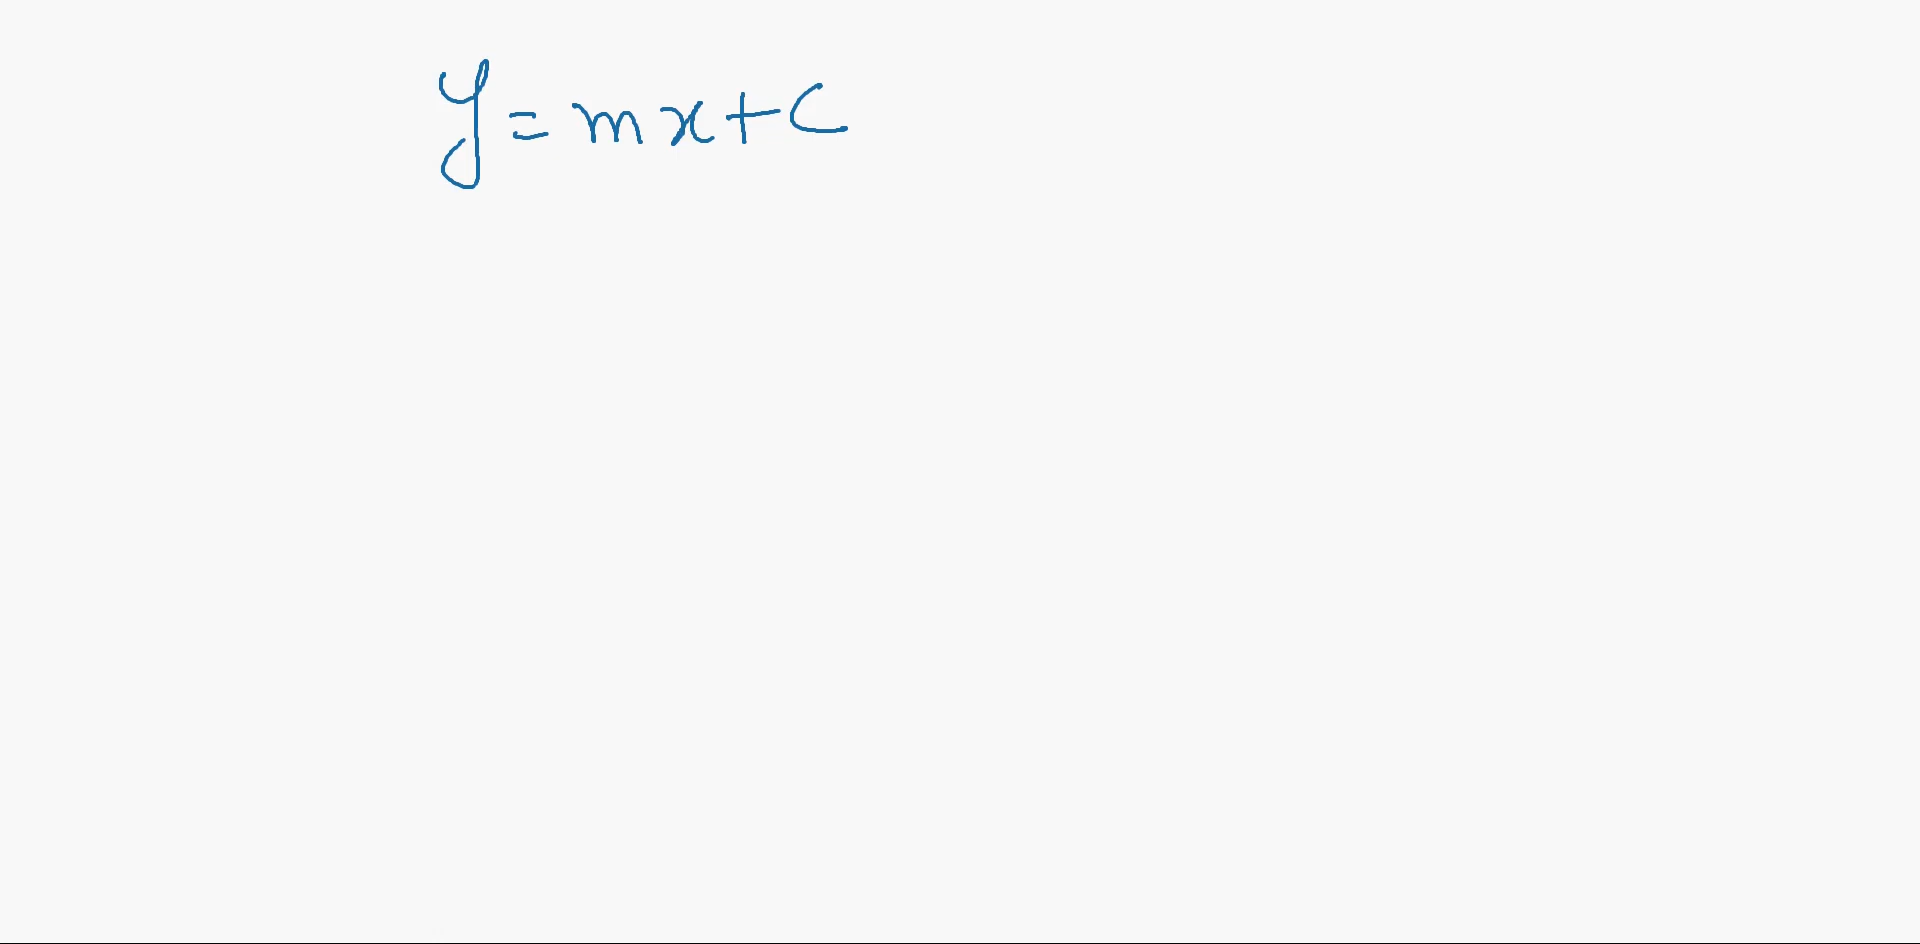 y = mx + c